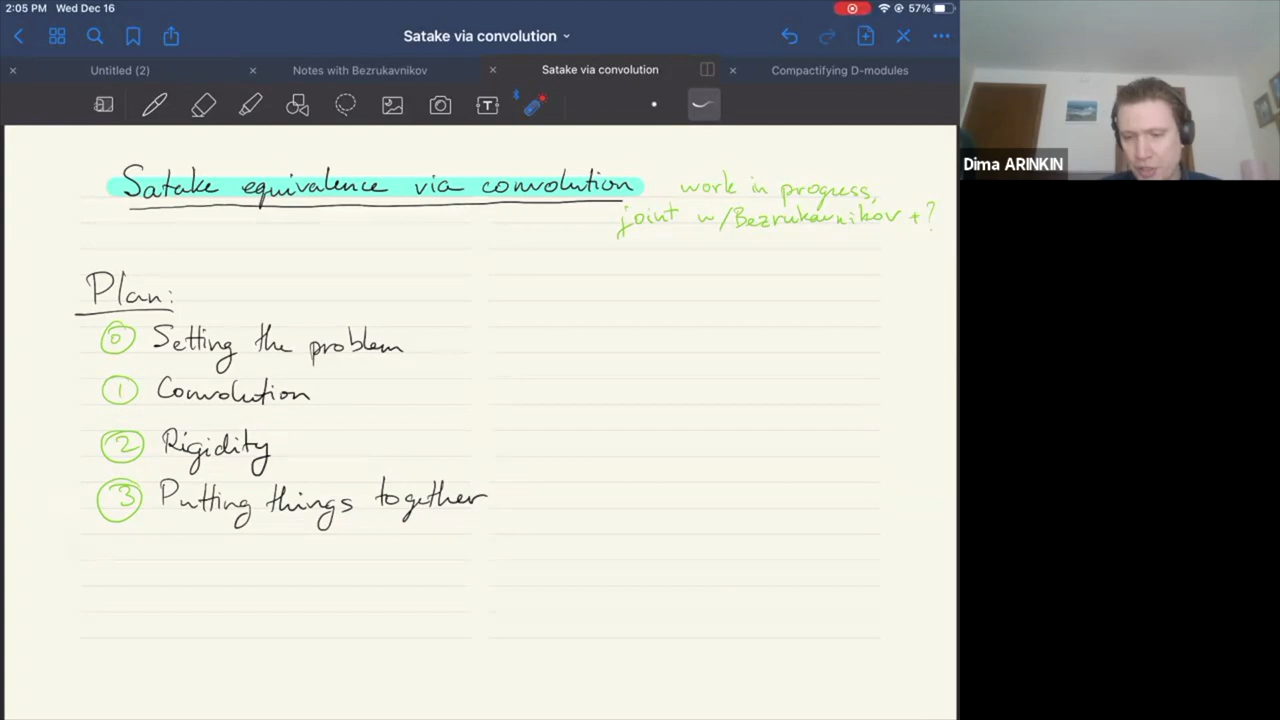 2:05 PM Wed Dec 16
57%
Satake via convolution
Untitled (2)
Notes with Bezrukavnikov
Satake via convolution
Compactifying D-modules
T
Dima ARINKIN
Satake equivalence via convolution
work in progress,
joint w/Bezrukavnikov + ?
Plan:
0 Setting the problem
1 Convolution
2 Rigidity
3 Putting things together